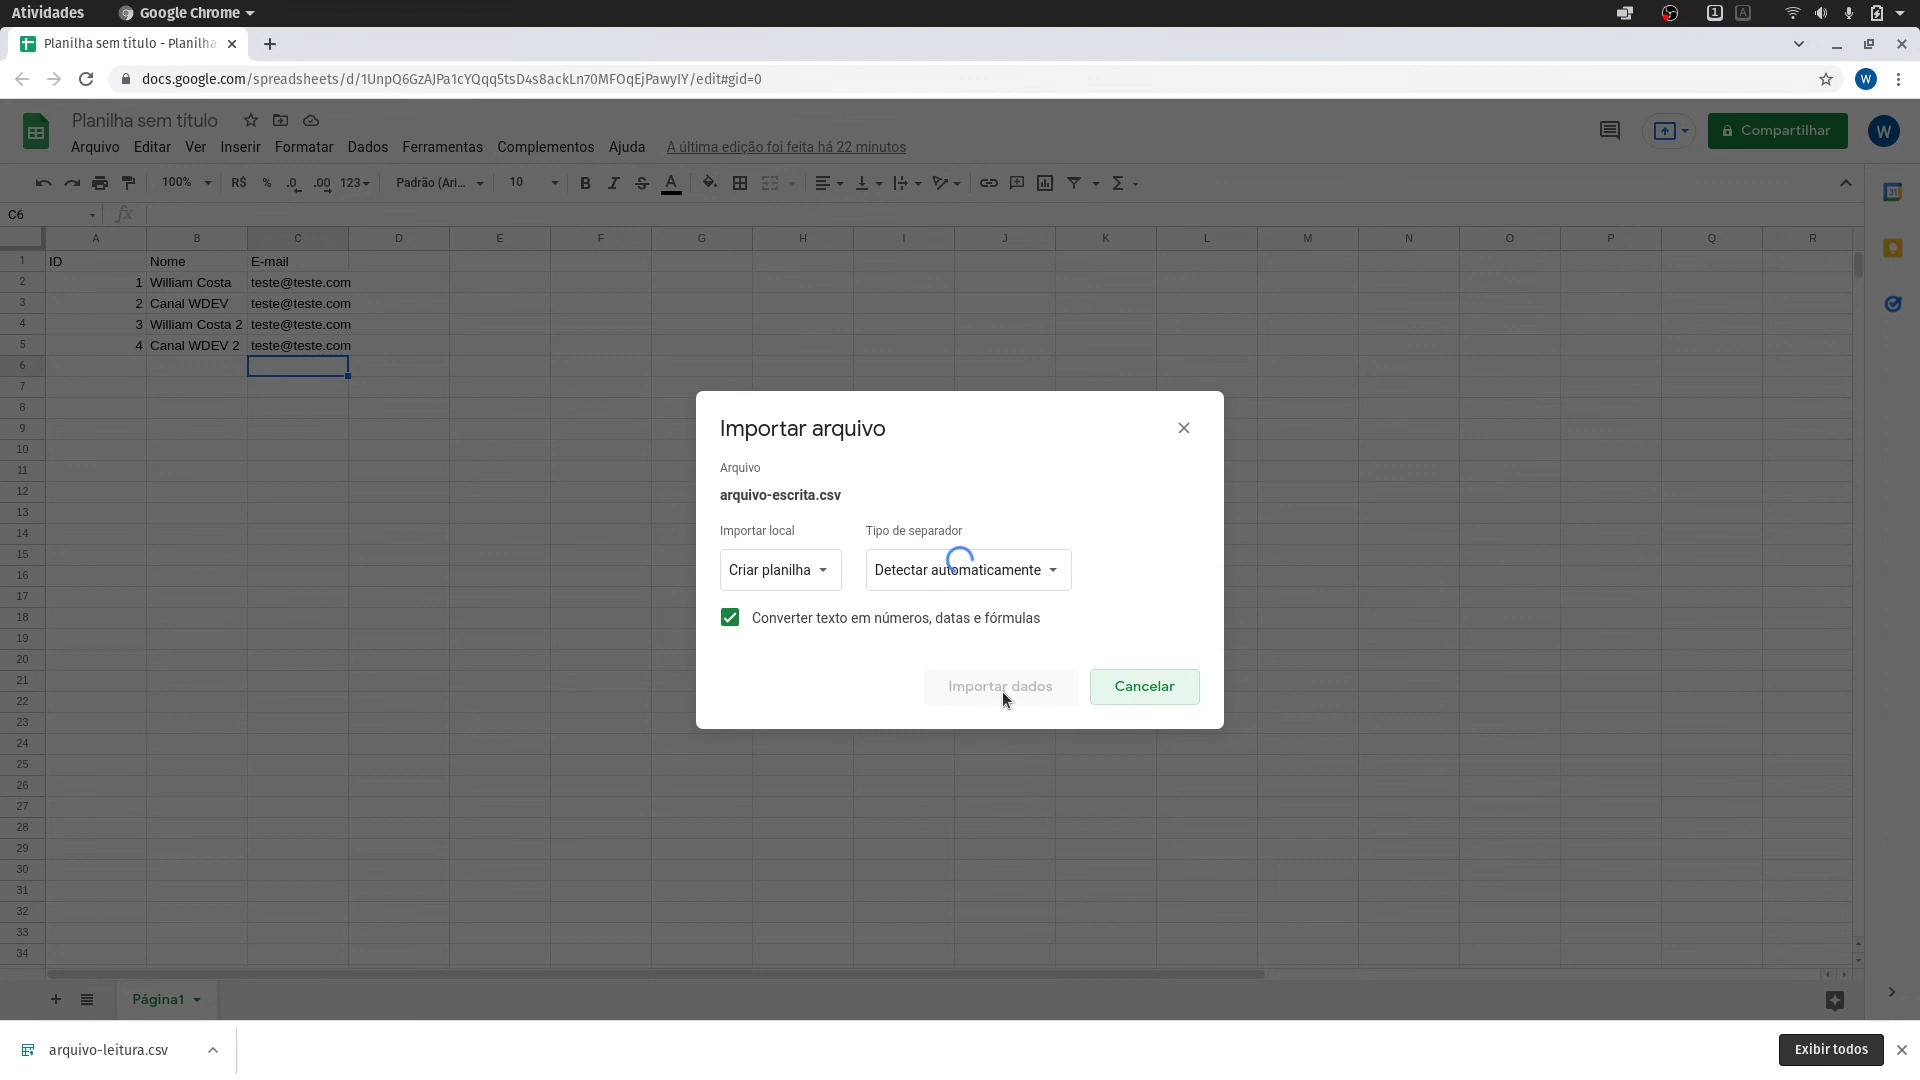 Atividades
Google Chrome
1
A
Planilha sem título - Planilha
docs.google.com/spreadsheets/d/1UnpQ6GzAJPa1cYQqq5tsD4s8ackLn70MFOqEjPawyIY/edit#gid=0
W
Planilha sem título
Arquivo Editar Ver Inserir Formatar Dados Ferramentas Complementos Ajuda A última edição foi feita há 22 minutos
Compartilhar
W
100% R$ % .0 .00 123 Padrão (Ari... 10 B I S A
31
C6 fx
A B C D E F G H I J K L M N O P Q R
1 ID Nome E-mail
2 1 William Costa teste@teste.com
3 2 Canal WDEV teste@teste.com
4 3 William Costa 2 teste@teste.com
5 4 Canal WDEV 2 teste@teste.com
6
7
8
9
10
11
12
13
14
15
16
17
18
19
20
21
22
23
24
25
26
27
28
29
30
31
32
33
34
Importar arquivo
Arquivo
arquivo-escrita.csv
Importar local Tipo de separador
Criar planilha Detectar automaticamente
Converter texto em números, datas e fórmulas
Importar dados Cancelar
Página1
arquivo-leitura.csv
Exibir todos